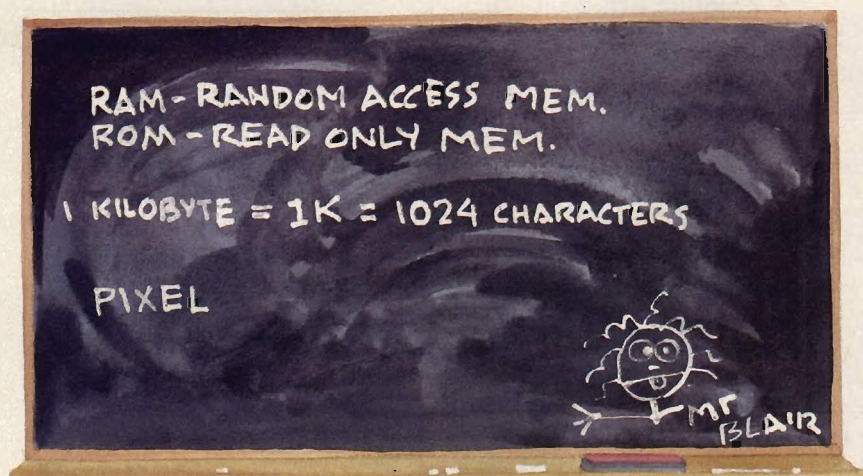 RAM - RANDOM ACCESS MEM.
ROM - READ ONLY MEM.
1 KILOBYTE = 1K = 1024 CHARACTERS
PIXEL
MR
BLAIR